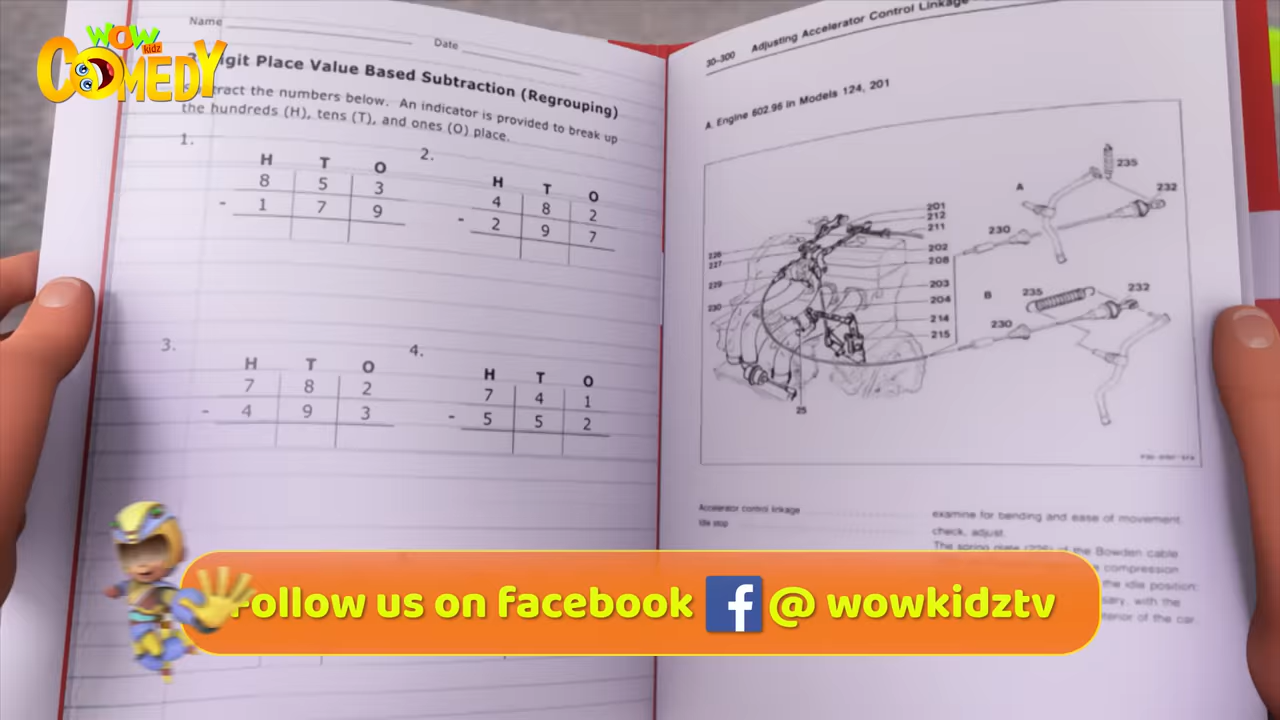 WOW
kidz
COMEDY
Name
Date
3-Digit Place Value Based Subtraction (Regrouping)
Subtract the numbers below. An indicator is provided to break up
the hundreds (H), tens (T), and ones (O) place.
1.
H T O
8 5 3
- 1 7 9
2.
H T O
4 8 2
- 2 9 7
3.
H T O
7 8 2
- 4 9 3
4.
H T O
7 4 1
- 5 5 2
30-300 Adjusting Accelerator Control Linkage
A. Engine 602.96 in Models 124, 201
201
212
211
202
208
203
204
214
215
226
227
229
230
25
A
235
232
230
B
235
232
230
Accelerator control linkage
Idle stop
examine for bending and ease of movement.
check, adjust.
The spring plate (226) of the Bowden cable
compression
the idle position:
with the
of the car.
Follow us on facebook f @ wowkidztv